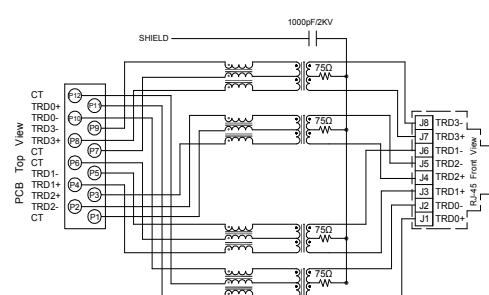 1000pF/2KV
SHIELD
75Ω
75Ω
75Ω
75Ω
PCB Top View
CT P12
TRD0+ P11
TRD0- P10
TRD3- P9
TRD3+ P8
CT P7
CT P6
TRD1- P5
TRD1+ P4
TRD2+ P3
TRD2- P2
CT P1
J8 TRD3-
J7 TRD3+
J6 TRD1-
J5 TRD2-
J4 TRD2+
J3 TRD1+
J2 TRD0-
J1 TRD0+
RJ-45 Front View